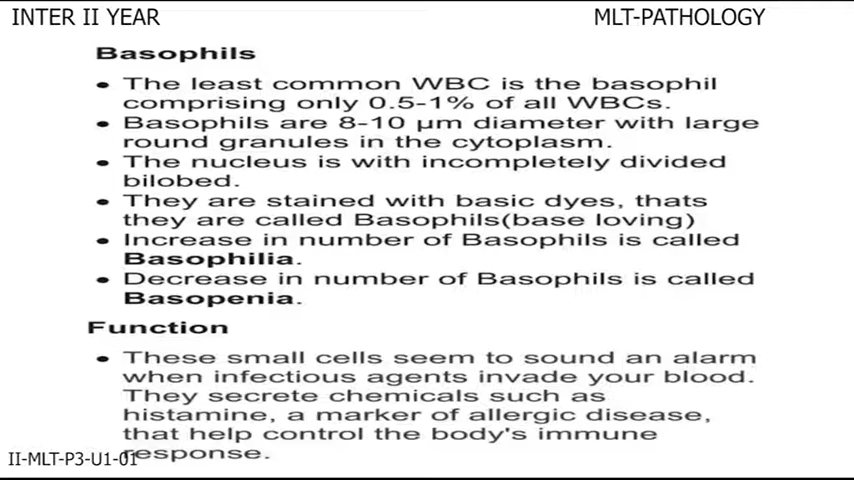 INTER II YEAR
MLT-PATHOLOGY
Basophils
• The least common WBC is the basophil
comprising only 0.5-1% of all WBCs.
• Basophils are 8-10 µm diameter with large
round granules in the cytoplasm.
• The nucleus is with incompletely divided
bilobed.
• They are stained with basic dyes, thats
they are called Basophils(base loving)
• Increase in number of Basophils is called
Basophilia.
• Decrease in number of Basophils is called
Basopenia.
Function
• These small cells seem to sound an alarm
when infectious agents invade your blood.
They secrete chemicals such as
histamine, a marker of allergic disease,
that help control the body's immune
response.
II-MLT-P3-U1-01